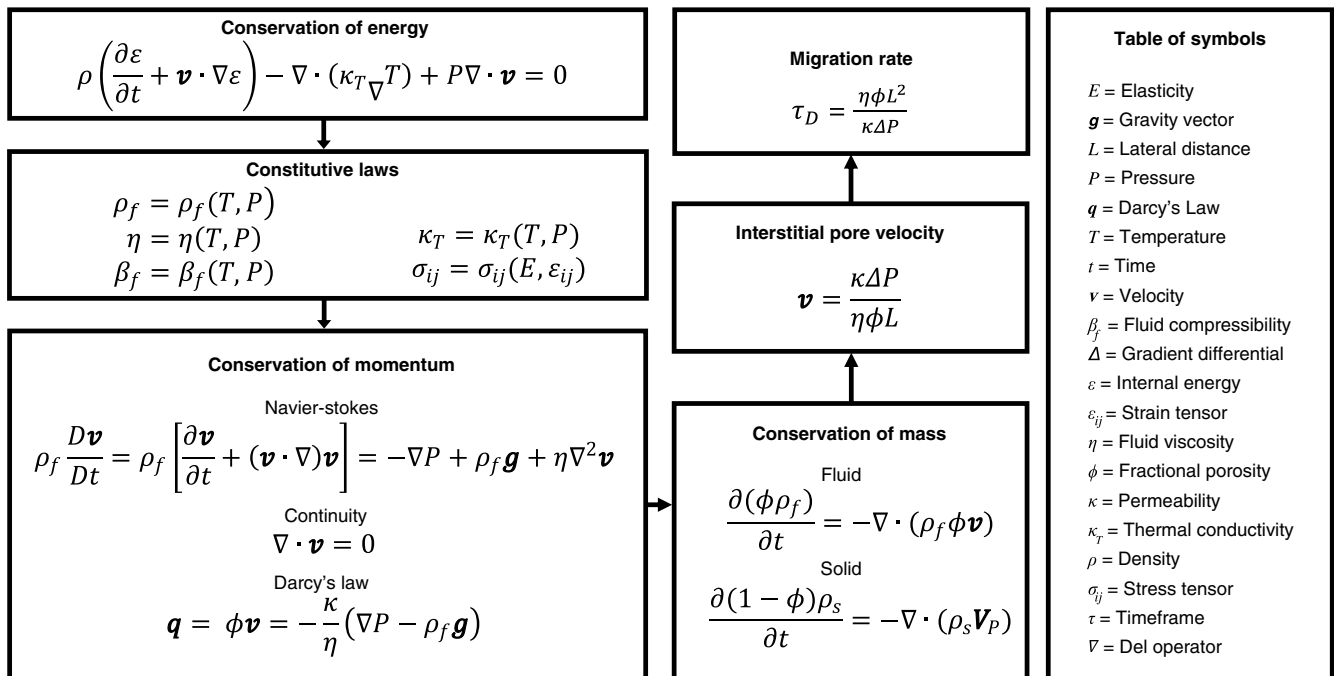 Conservation of energy
ρ(∂ε/∂t + v · ∇ε) − ∇ · (κ_T ∇T) + P∇ · v = 0
Constitutive laws
ρ_f = ρ_f(T, P)
η = η(T, P)
β_f = β_f(T, P)
κ_T = κ_T(T, P)
σ_ij = σ_ij(E, ε_ij)
Conservation of momentum
Navier-stokes
ρ_f Dv/Dt = ρ_f [∂v/∂t + (v · ∇)v] = −∇P + ρ_f g + η∇²v
Continuity
∇ · v = 0
Darcy's law
q = ϕv = −κ/η (∇P − ρ_f g)
Migration rate
τ_D = ηϕL²/κΔP
Interstitial pore velocity
v = κΔP/ηϕL
Conservation of mass
Fluid
∂(ϕρ_f)/∂t = −∇ · (ρ_f ϕv)
Solid
∂(1 − ϕ)ρ_s/∂t = −∇ · (ρ_s V_P)
Table of symbols
E = Elasticity
g = Gravity vector
L = Lateral distance
P = Pressure
q = Darcy's Law
T = Temperature
t = Time
v = Velocity
β_f = Fluid compressibility
Δ = Gradient differential
ε = Internal energy
ε_ij = Strain tensor
η = Fluid viscosity
ϕ = Fractional porosity
κ = Permeability
κ_T = Thermal conductivity
ρ = Density
σ_ij = Stress tensor
τ = Timeframe
∇ = Del operator